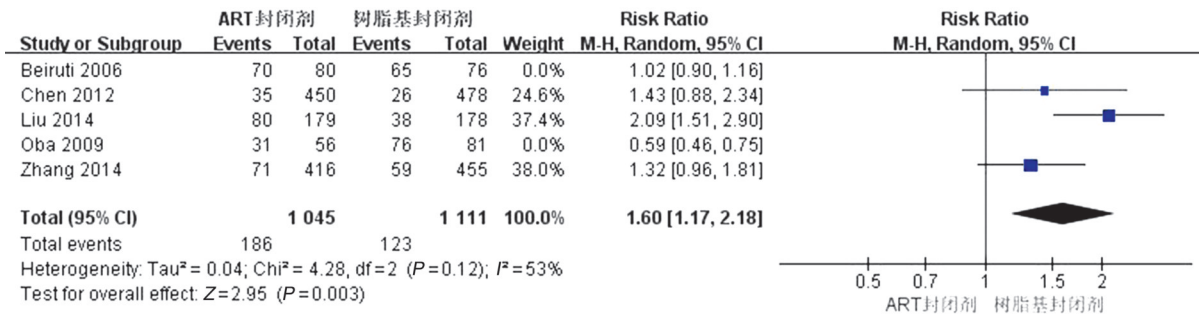 ART封闭剂 树脂基封闭剂 Risk Ratio Risk Ratio
Study or Subgroup Events Total Events Total Weight M-H, Random, 95% CI M-H, Random, 95% CI
Beiruti 2006 70 80 65 76 0.0% 1.02 [0.90, 1.16]
Chen 2012 35 450 26 478 24.6% 1.43 [0.88, 2.34]
Liu 2014 80 179 38 178 37.4% 2.09 [1.51, 2.90]
Oba 2009 31 56 76 81 0.0% 0.59 [0.46, 0.75]
Zhang 2014 71 416 59 455 38.0% 1.32 [0.96, 1.81]
Total (95% CI) 1 045 1 111 100.0% 1.60 [1.17, 2.18]
Total events 186 123
Heterogeneity: Tau² = 0.04; Chi² = 4.28, df=2 (P=0.12); I²=53%
Test for overall effect: Z=2.95 (P=0.003)
0.5 0.7 1 1.5 2
ART封闭剂 树脂基封闭剂